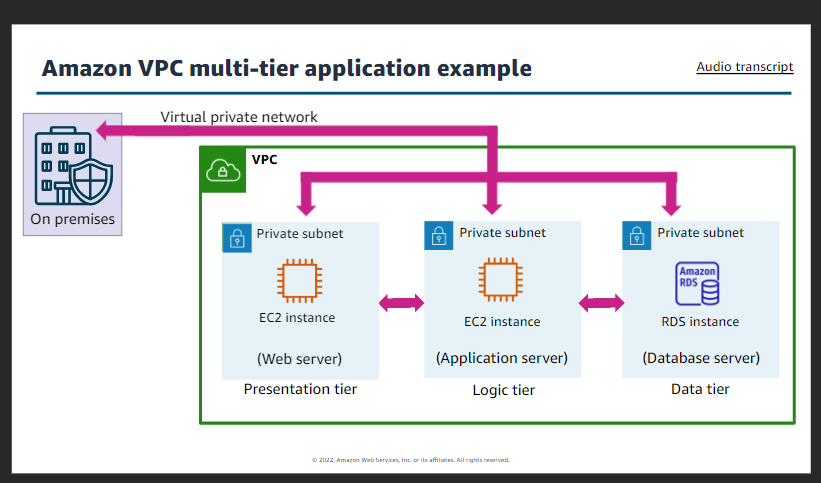 Amazon VPC multi-tier application example
Audio transcript
Virtual private network
VPC
On premises
Private subnet
Private subnet
Private subnet
Amazon
RDS
EC2 instance
EC2 instance
RDS instance
(Web server)
(Application server)
(Database server)
Presentation tier
Logic tier
Data tier
© 2022, Amazon Web Services, Inc. or its affiliates. All rights reserved.